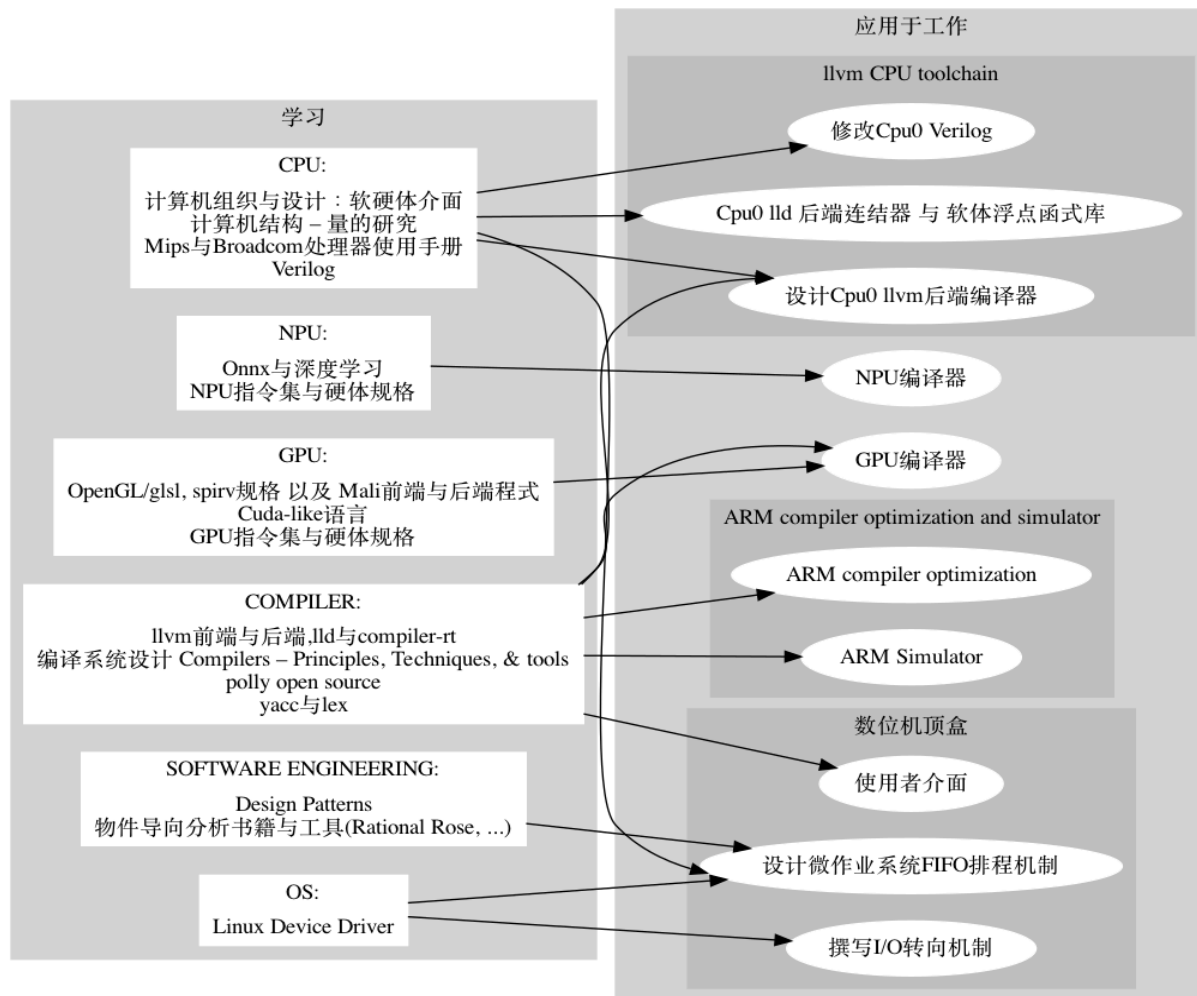 学习
CPU:
计算机组织与设计：软硬体介面
计算机结构 – 量的研究
Mips与Broadcom处理器使用手册
Verilog
NPU:
Onnx与深度学习
NPU指令集与硬体规格
GPU:
OpenGL/glsl, spirv规格 以及 Mali前端与后端程式
Cuda-like语言
GPU指令集与硬体规格
COMPILER:
llvm前端与后端,lld与compiler-rt
编译系统设计 Compilers – Principles, Techniques, & tools
polly open source
yacc与lex
SOFTWARE ENGINEERING:
Design Patterns
物件导向分析书籍与工具(Rational Rose, ...)
OS:
Linux Device Driver
应用于工作
llvm CPU toolchain
修改Cpu0 Verilog
Cpu0 lld 后端连结器 与 软体浮点函式库
设计Cpu0 llvm后端编译器
NPU编译器
GPU编译器
ARM compiler optimization and simulator
ARM compiler optimization
ARM Simulator
数位机顶盒
使用者介面
设计微作业系统FIFO排程机制
撰写I/O转向机制